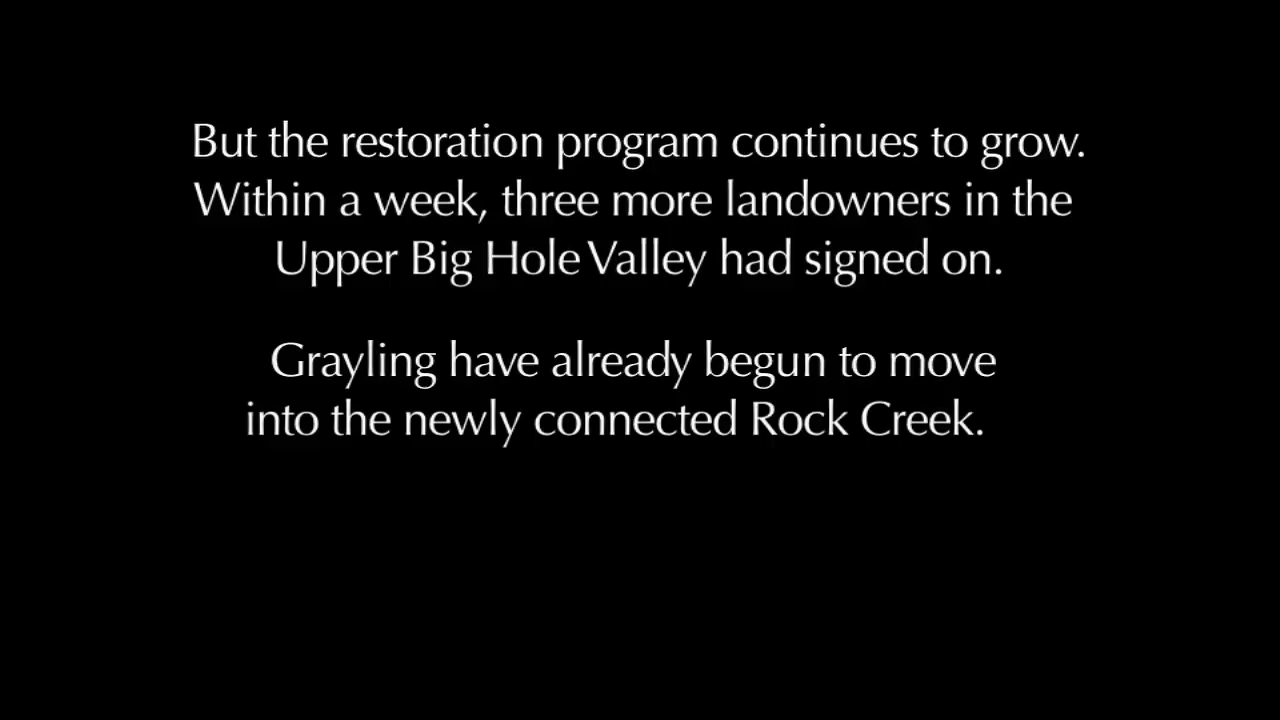 But the restoration program continues to grow.
Within a week, three more landowners in the
Upper Big Hole Valley had signed on.
Grayling have already begun to move
into the newly connected Rock Creek.